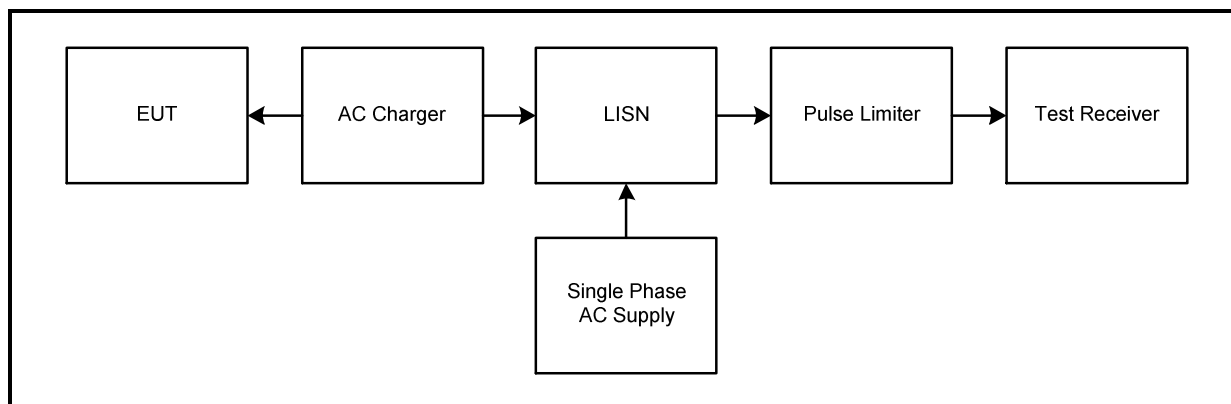 EUT
AC Charger
LISN
Pulse Limiter
Test Receiver
Single Phase
AC Supply